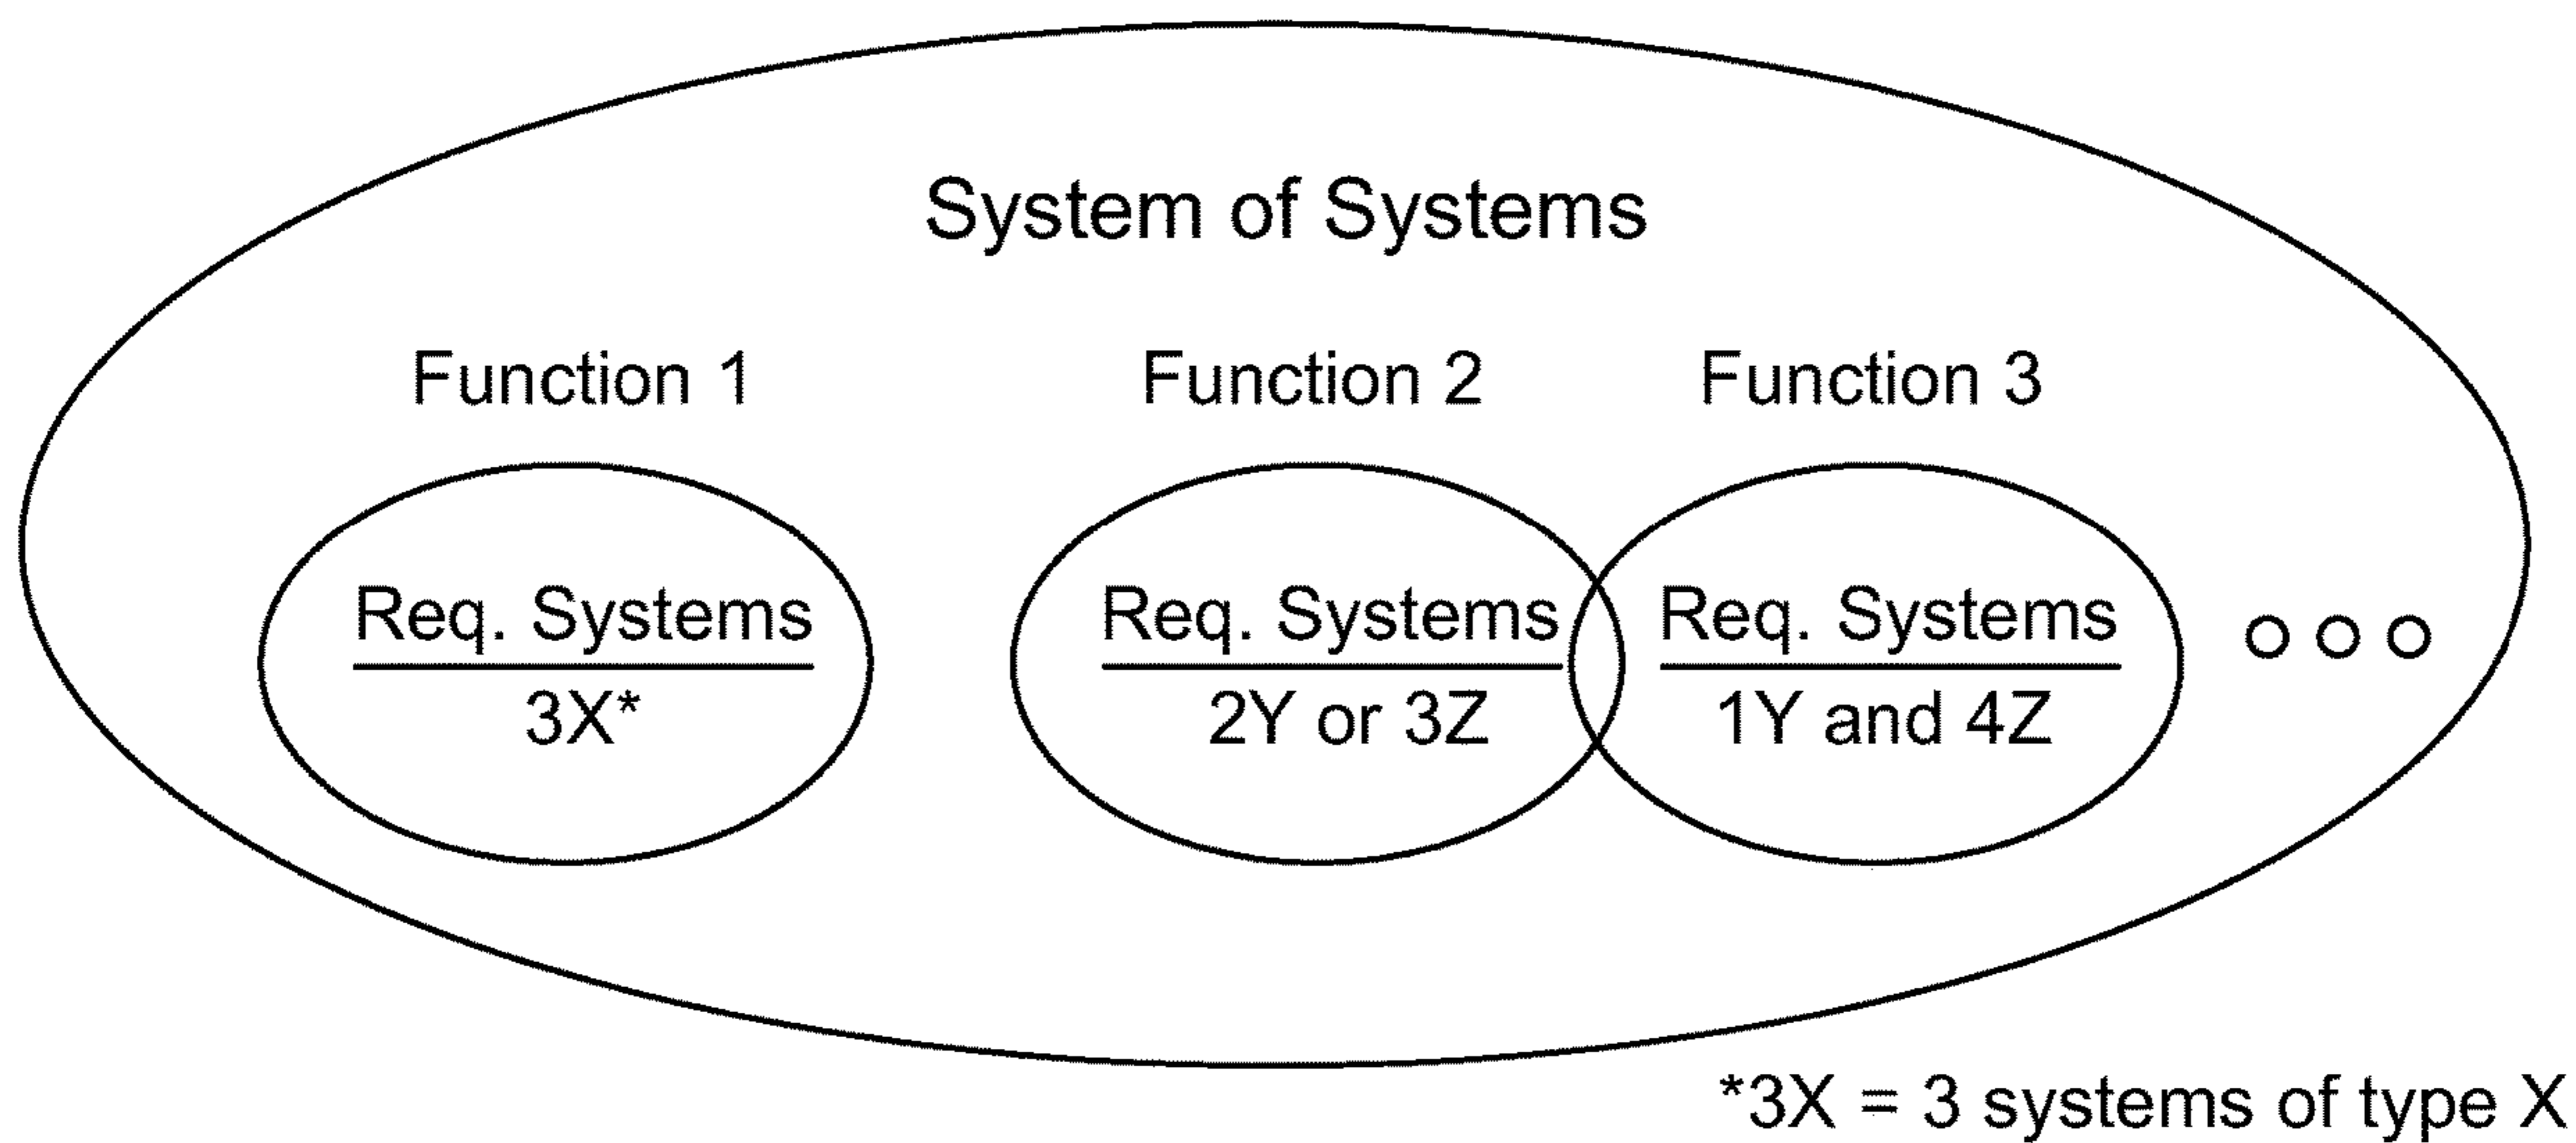 System of Systems
Function 1
Function 2
Function 3
Req. Systems
3X*
Req. Systems
2Y or 3Z
Req. Systems
1Y and 4Z
*3X = 3 systems of type X